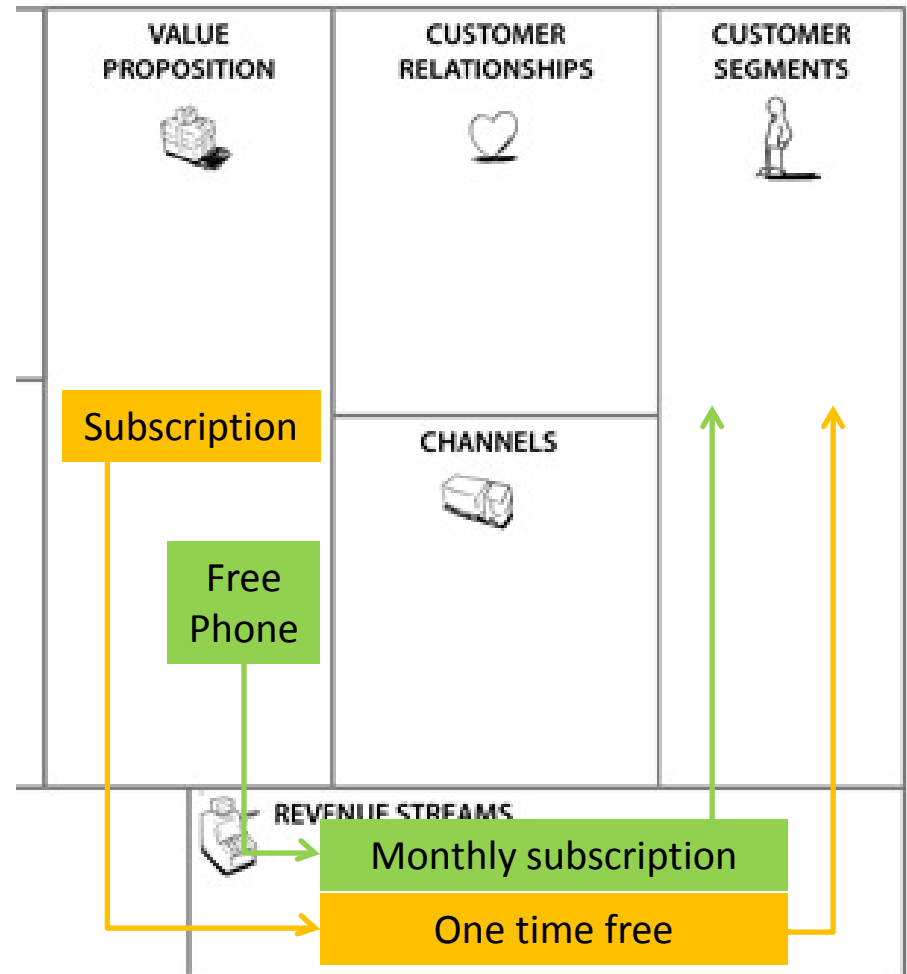 VALUE
PROPOSITION
CUSTOMER
RELATIONSHIPS
CUSTOMER
SEGMENTS
Subscription
CHANNELS
Free
Phone
REVENUE STREAMS
Monthly subscription
One time free